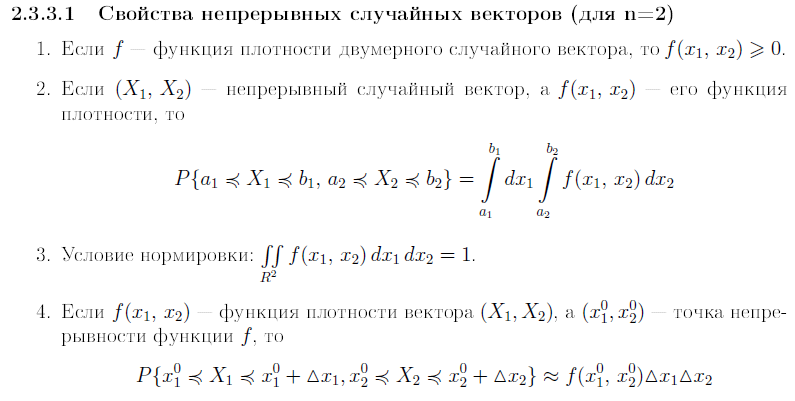 2.3.3.1 Свойства непрерывных случайных векторов (для n=2)
1. Если f — функция плотности двумерного случайного вектора, то f(x₁, x₂) ⩾ 0.
2. Если (X₁, X₂) — непрерывный случайный вектор, а f(x₁, x₂) — его функция
плотности, то
P{a₁ ≼ X₁ ≼ b₁, a₂ ≼ X₂ ≼ b₂} = ∫_{a₁}^{b₁} dx₁ ∫_{a₂}^{b₂} f(x₁, x₂) dx₂
3. Условие нормировки: ∬_{R²} f(x₁, x₂) dx₁ dx₂ = 1.
4. Если f(x₁, x₂) — функция плотности вектора (X₁, X₂), а (x₁⁰, x₂⁰) — точка непре-
рывности функции f, то
P{x₁⁰ ≼ X₁ ≼ x₁⁰ + △x₁, x₂⁰ ≼ X₂ ≼ x₂⁰ + △x₂} ≈ f(x₁⁰, x₂⁰)△x₁△x₂